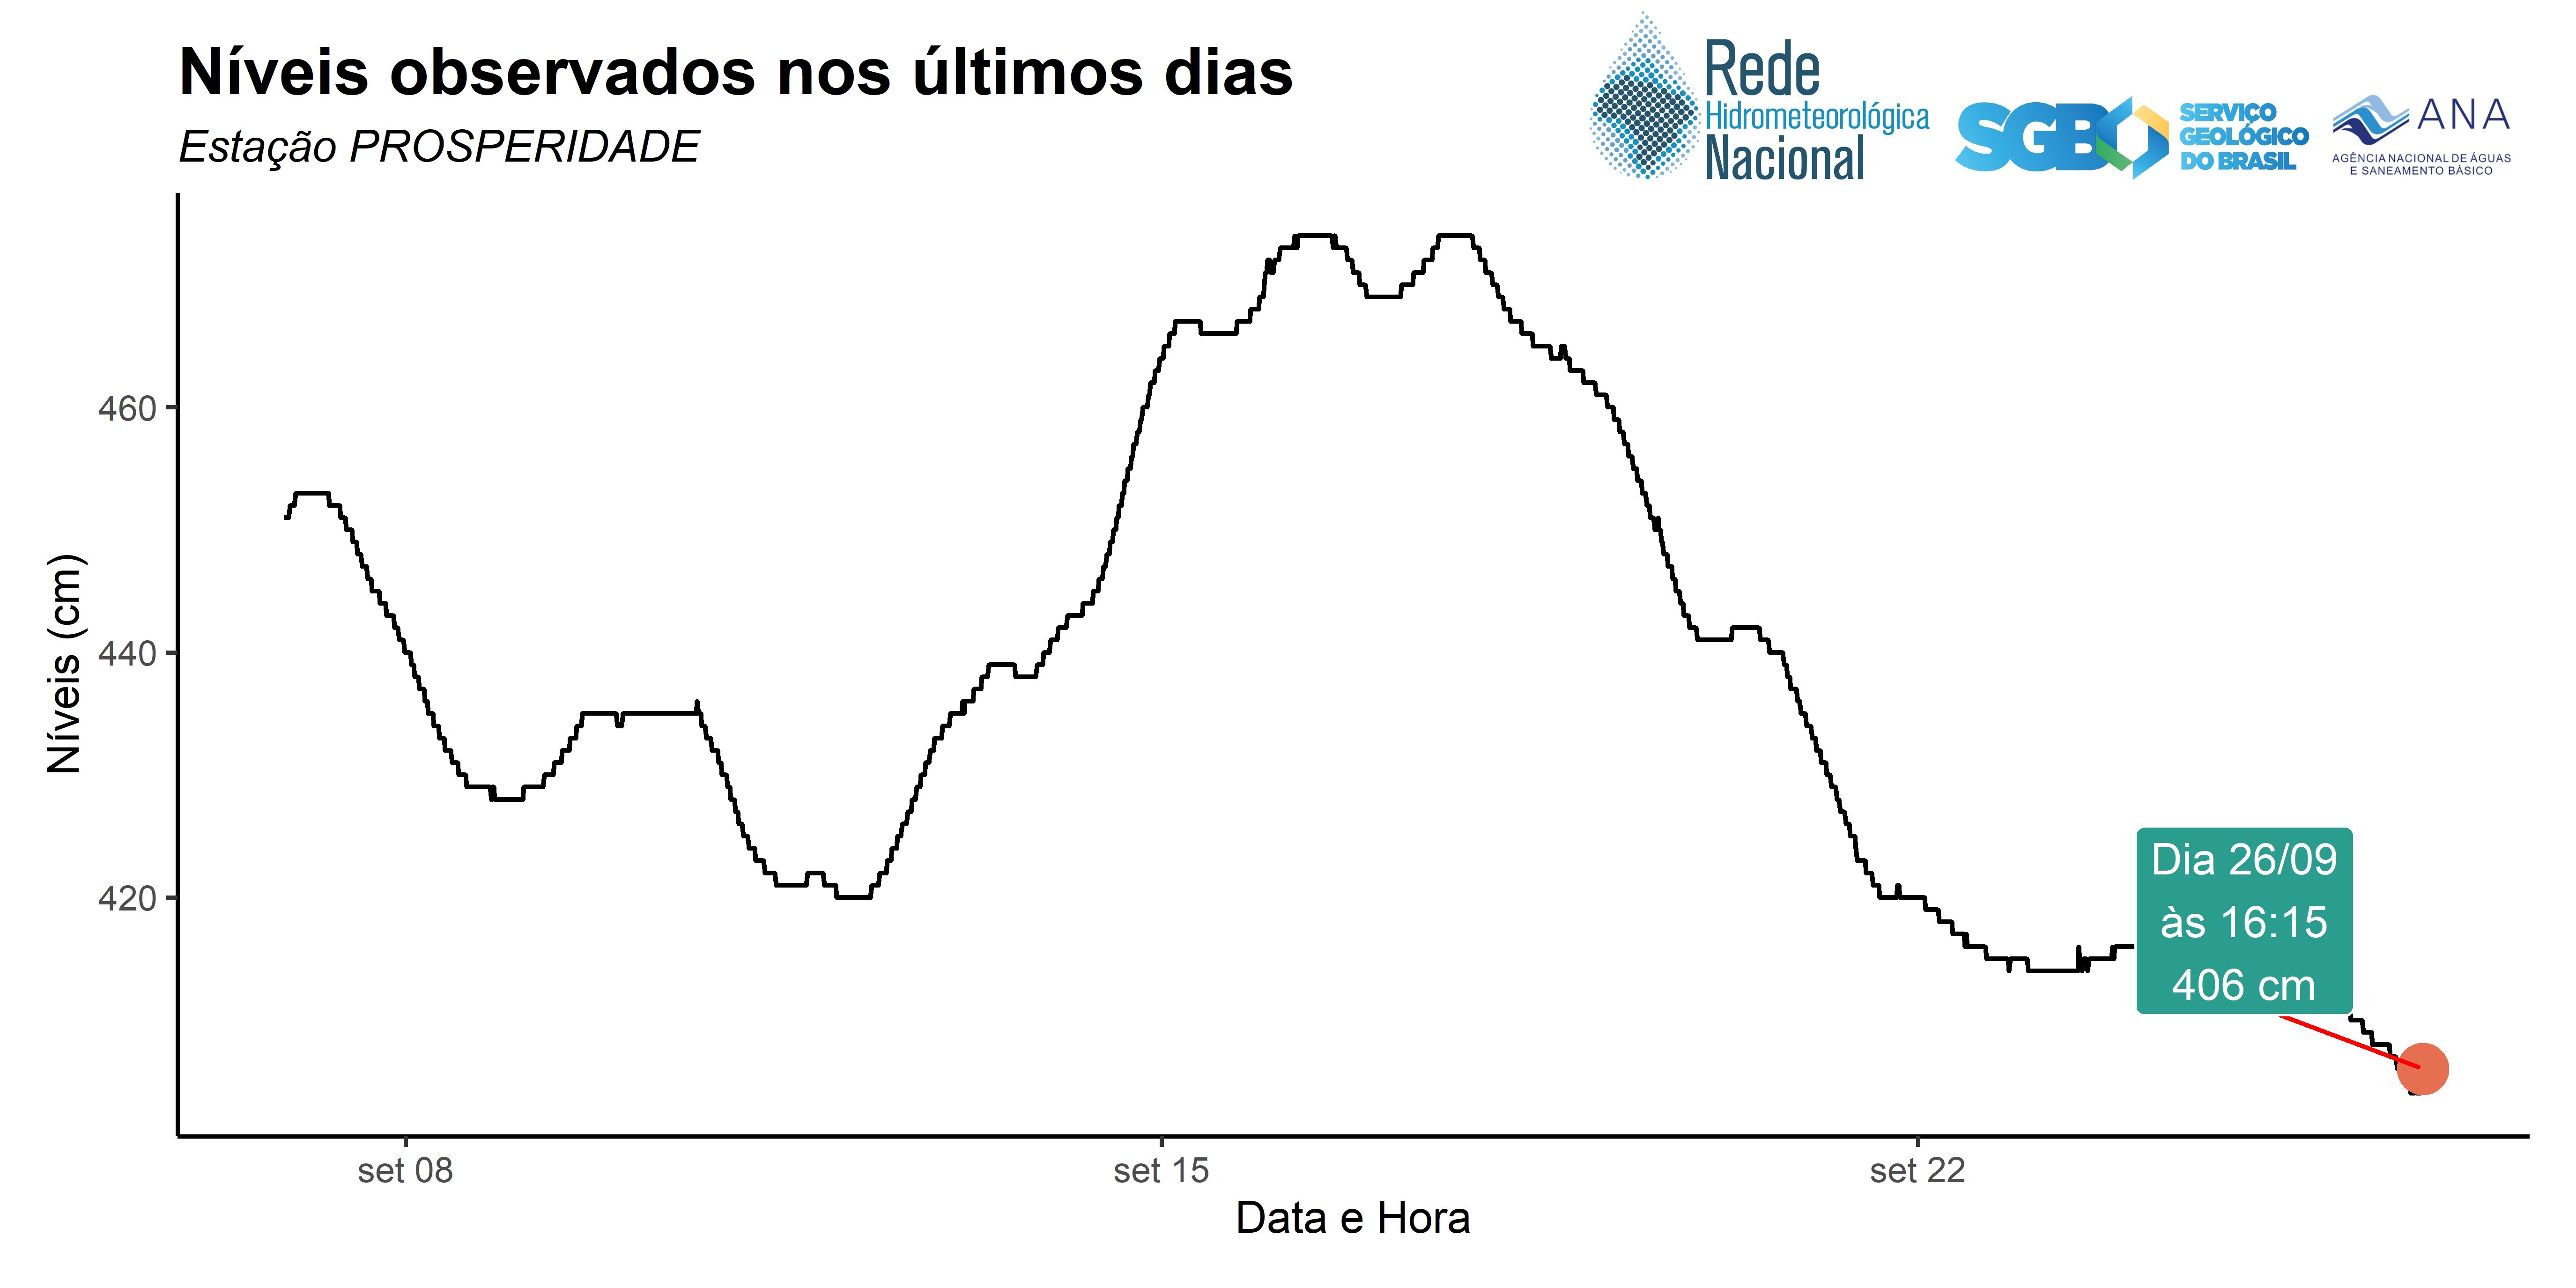 Níveis observados nos últimos dias
Estação PROSPERIDADE
Rede
Hidrometeorológica
Nacional
SGB
SERVIÇO
GEOLÓGICO
DO BRASIL
ANA
AGÊNCIA NACIONAL DE ÁGUAS
E SANEAMENTO BÁSICO
Níveis (cm)
460
440
420
Dia 26/09
às 16:15
406 cm
set 08
set 15
set 22
Data e Hora